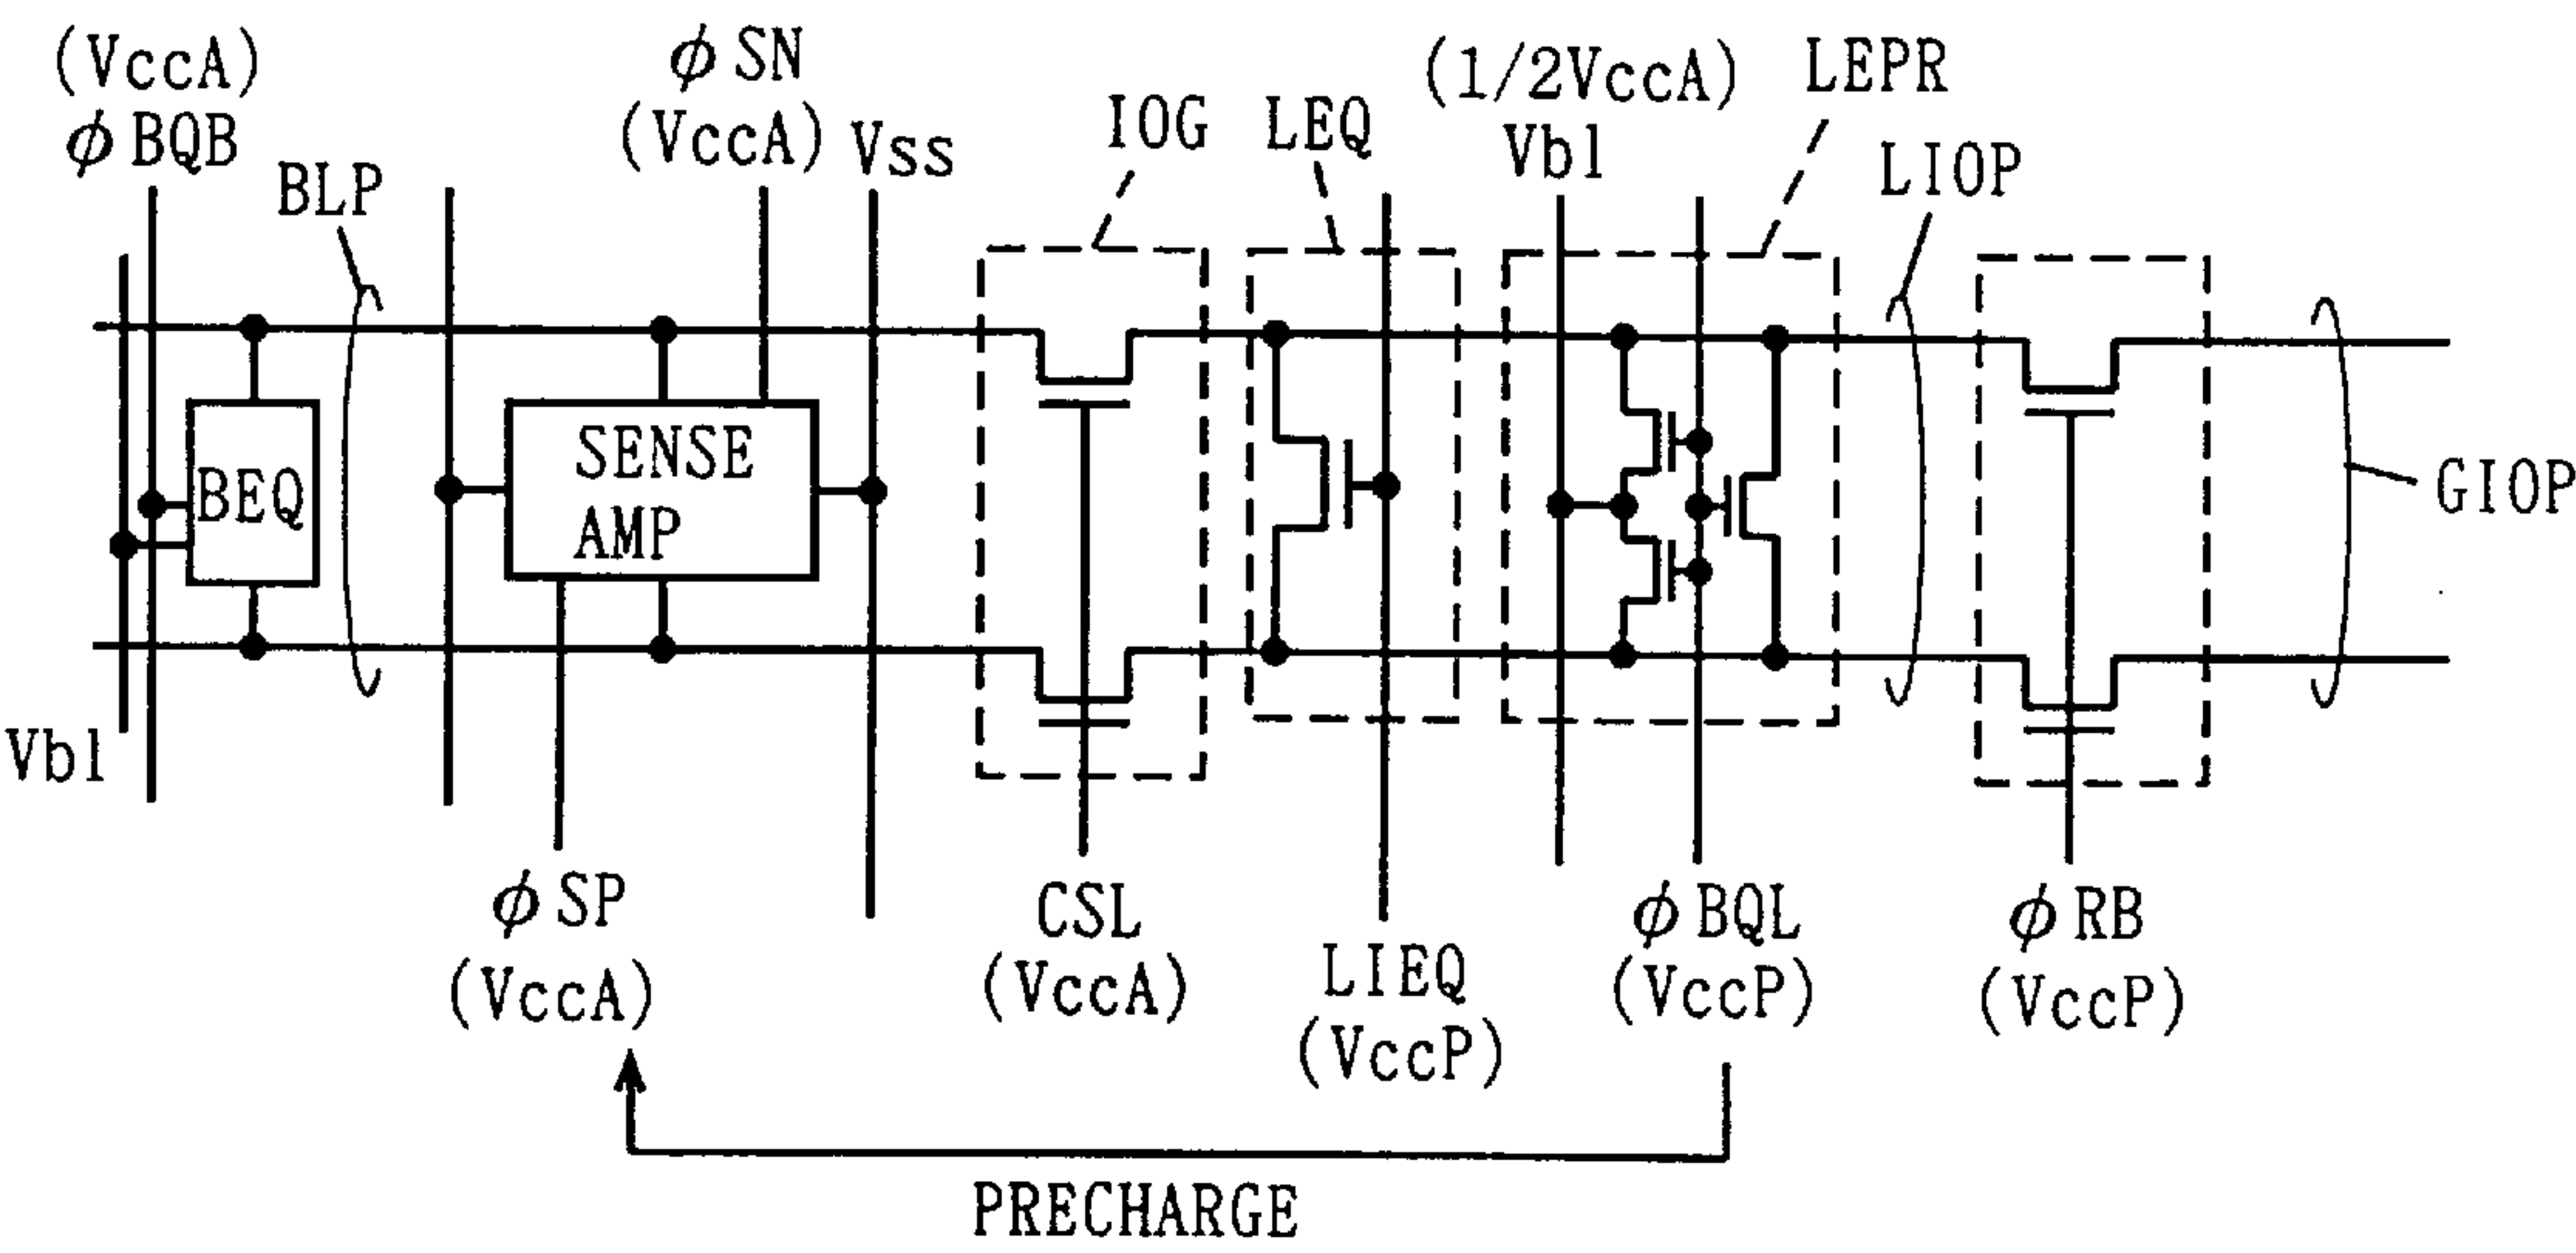 (VccA)
φBQB
BLP
φSN
(VccA)
Vss
IOG
LEQ
(1/2VccA)
Vbl
LEPR
LIOP
BEQ
SENSE
AMP
GIOP
Vbl
φSP
(VccA)
CSL
(VccA)
LIEQ
(VccP)
φBQL
(VccP)
φRB
(VccP)
PRECHARGE